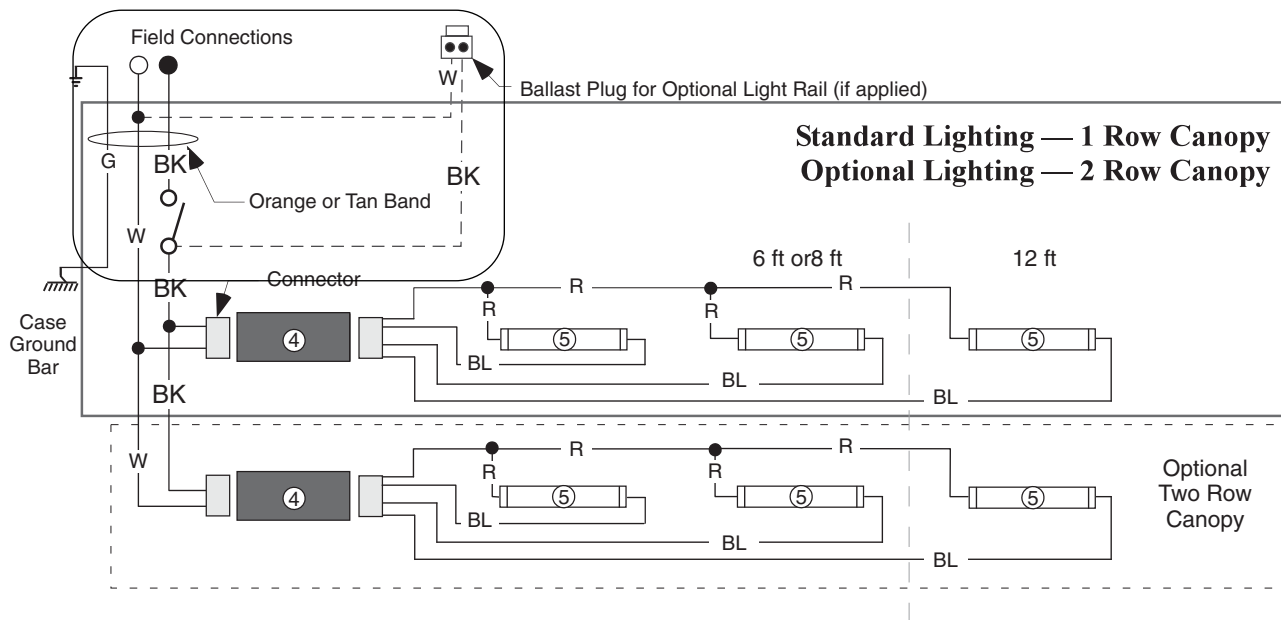 Field Connections
W
Ballast Plug for Optional Light Rail (if applied)
Standard Lighting — 1 Row Canopy
Optional Lighting — 2 Row Canopy
G
BK
BK
Orange or Tan Band
W
6 ft or8 ft
12 ft
Connector
BK
R
R
R
R
Case
Ground
Bar
4
5
5
5
BL
BL
BL
BK
W
R
R
R
R
4
5
5
5
Optional
Two Row
Canopy
BL
BL
BL